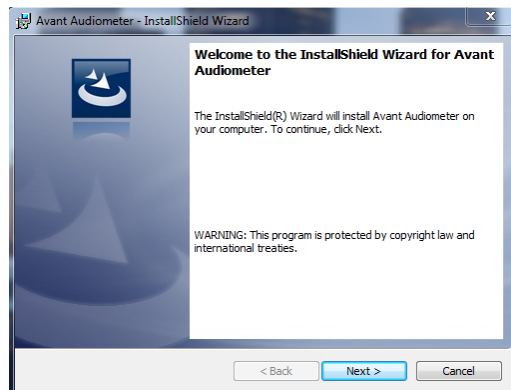 Avant Audiometer - InstallShield Wizard
X
Welcome to the InstallShield Wizard for Avant
Audiometer
The InstallShield(R) Wizard will install Avant Audiometer on
your computer. To continue, click Next.
WARNING: This program is protected by copyright law and
international treaties.
< Back
Next >
Cancel